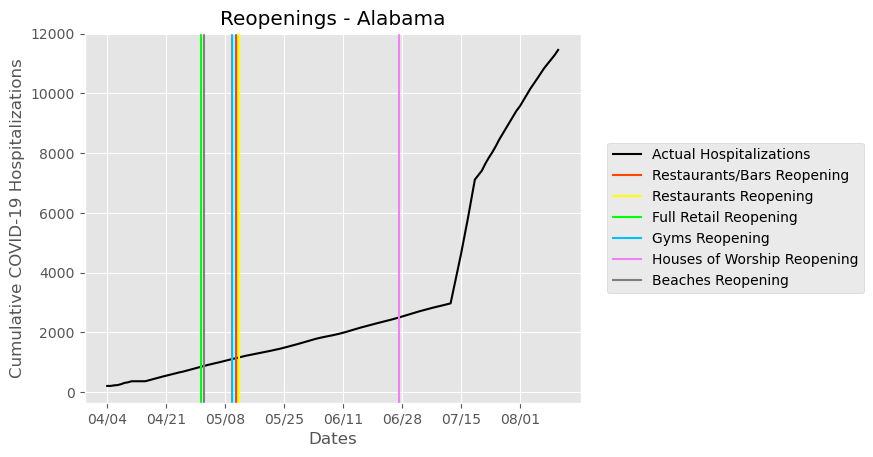 Reopenings - Alabama
Cumulative COVID-19 Hospitalizations
12000
10000
8000
6000
4000
2000
0
04/04
04/21
05/08
05/25
06/11
06/28
07/15
08/01
Dates
Actual Hospitalizations
Restaurants/Bars Reopening
Restaurants Reopening
Full Retail Reopening
Gyms Reopening
Houses of Worship Reopening
Beaches Reopening